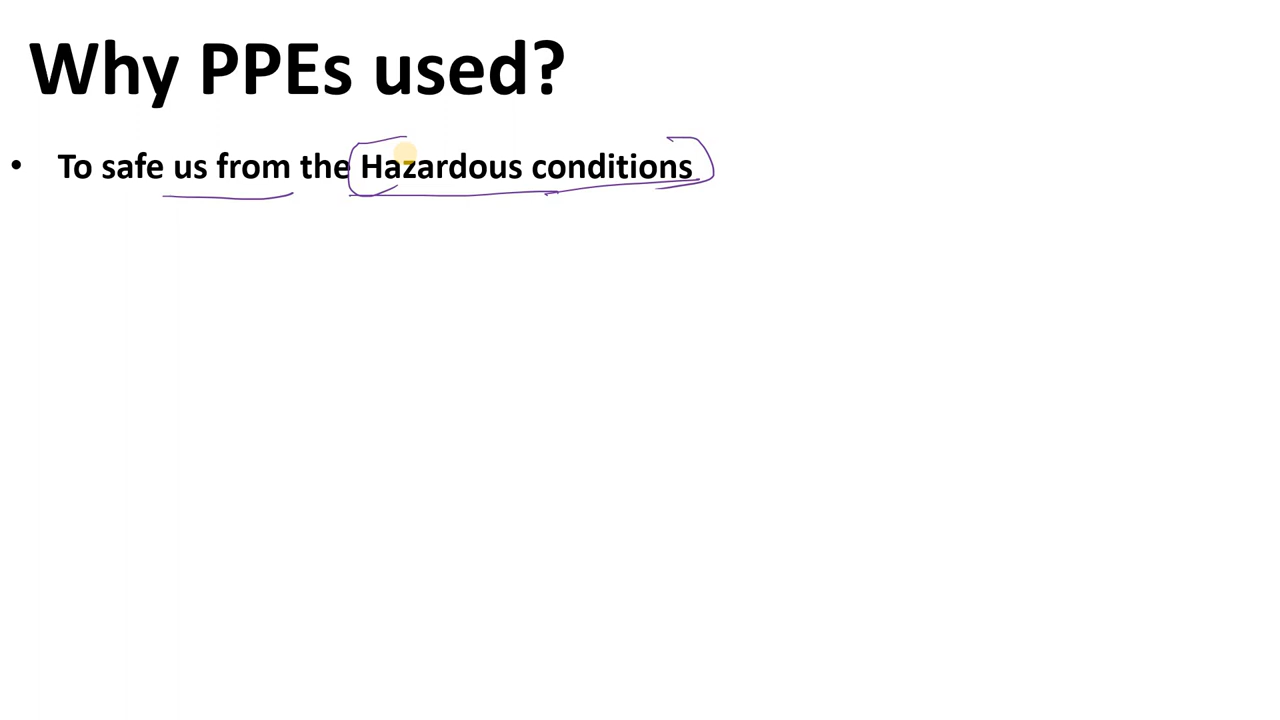 Why PPEs used?
• To safe us from the Hazardous conditions